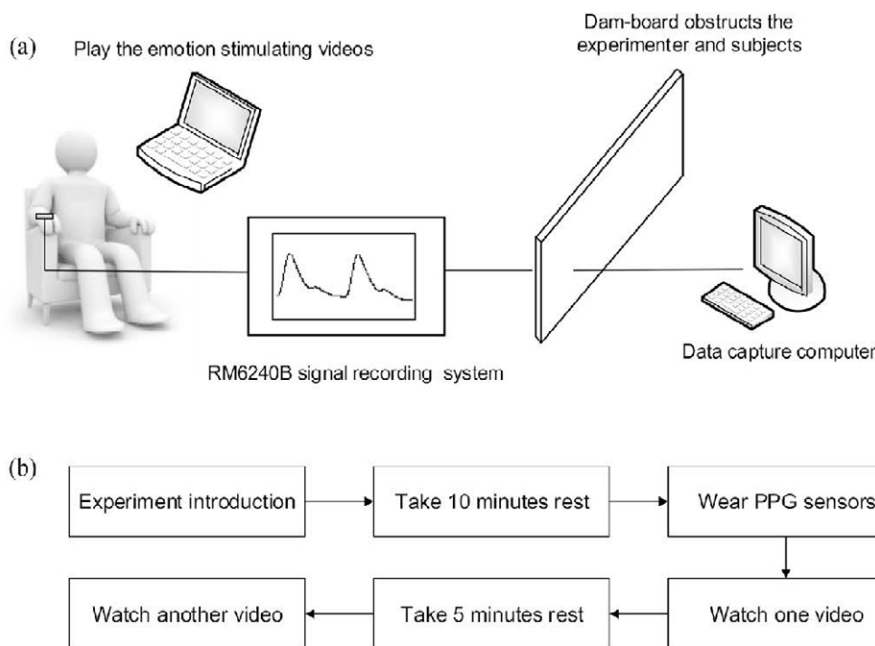 (a)
Play the emotion stimulating videos
Dam-board obstructs the
experimenter and subjects
RM6240B signal recording system
Data capture computer
(b)
Experiment introduction
Take 10 minutes rest
Wear PPG sensors
Watch another video
Take 5 minutes rest
Watch one video